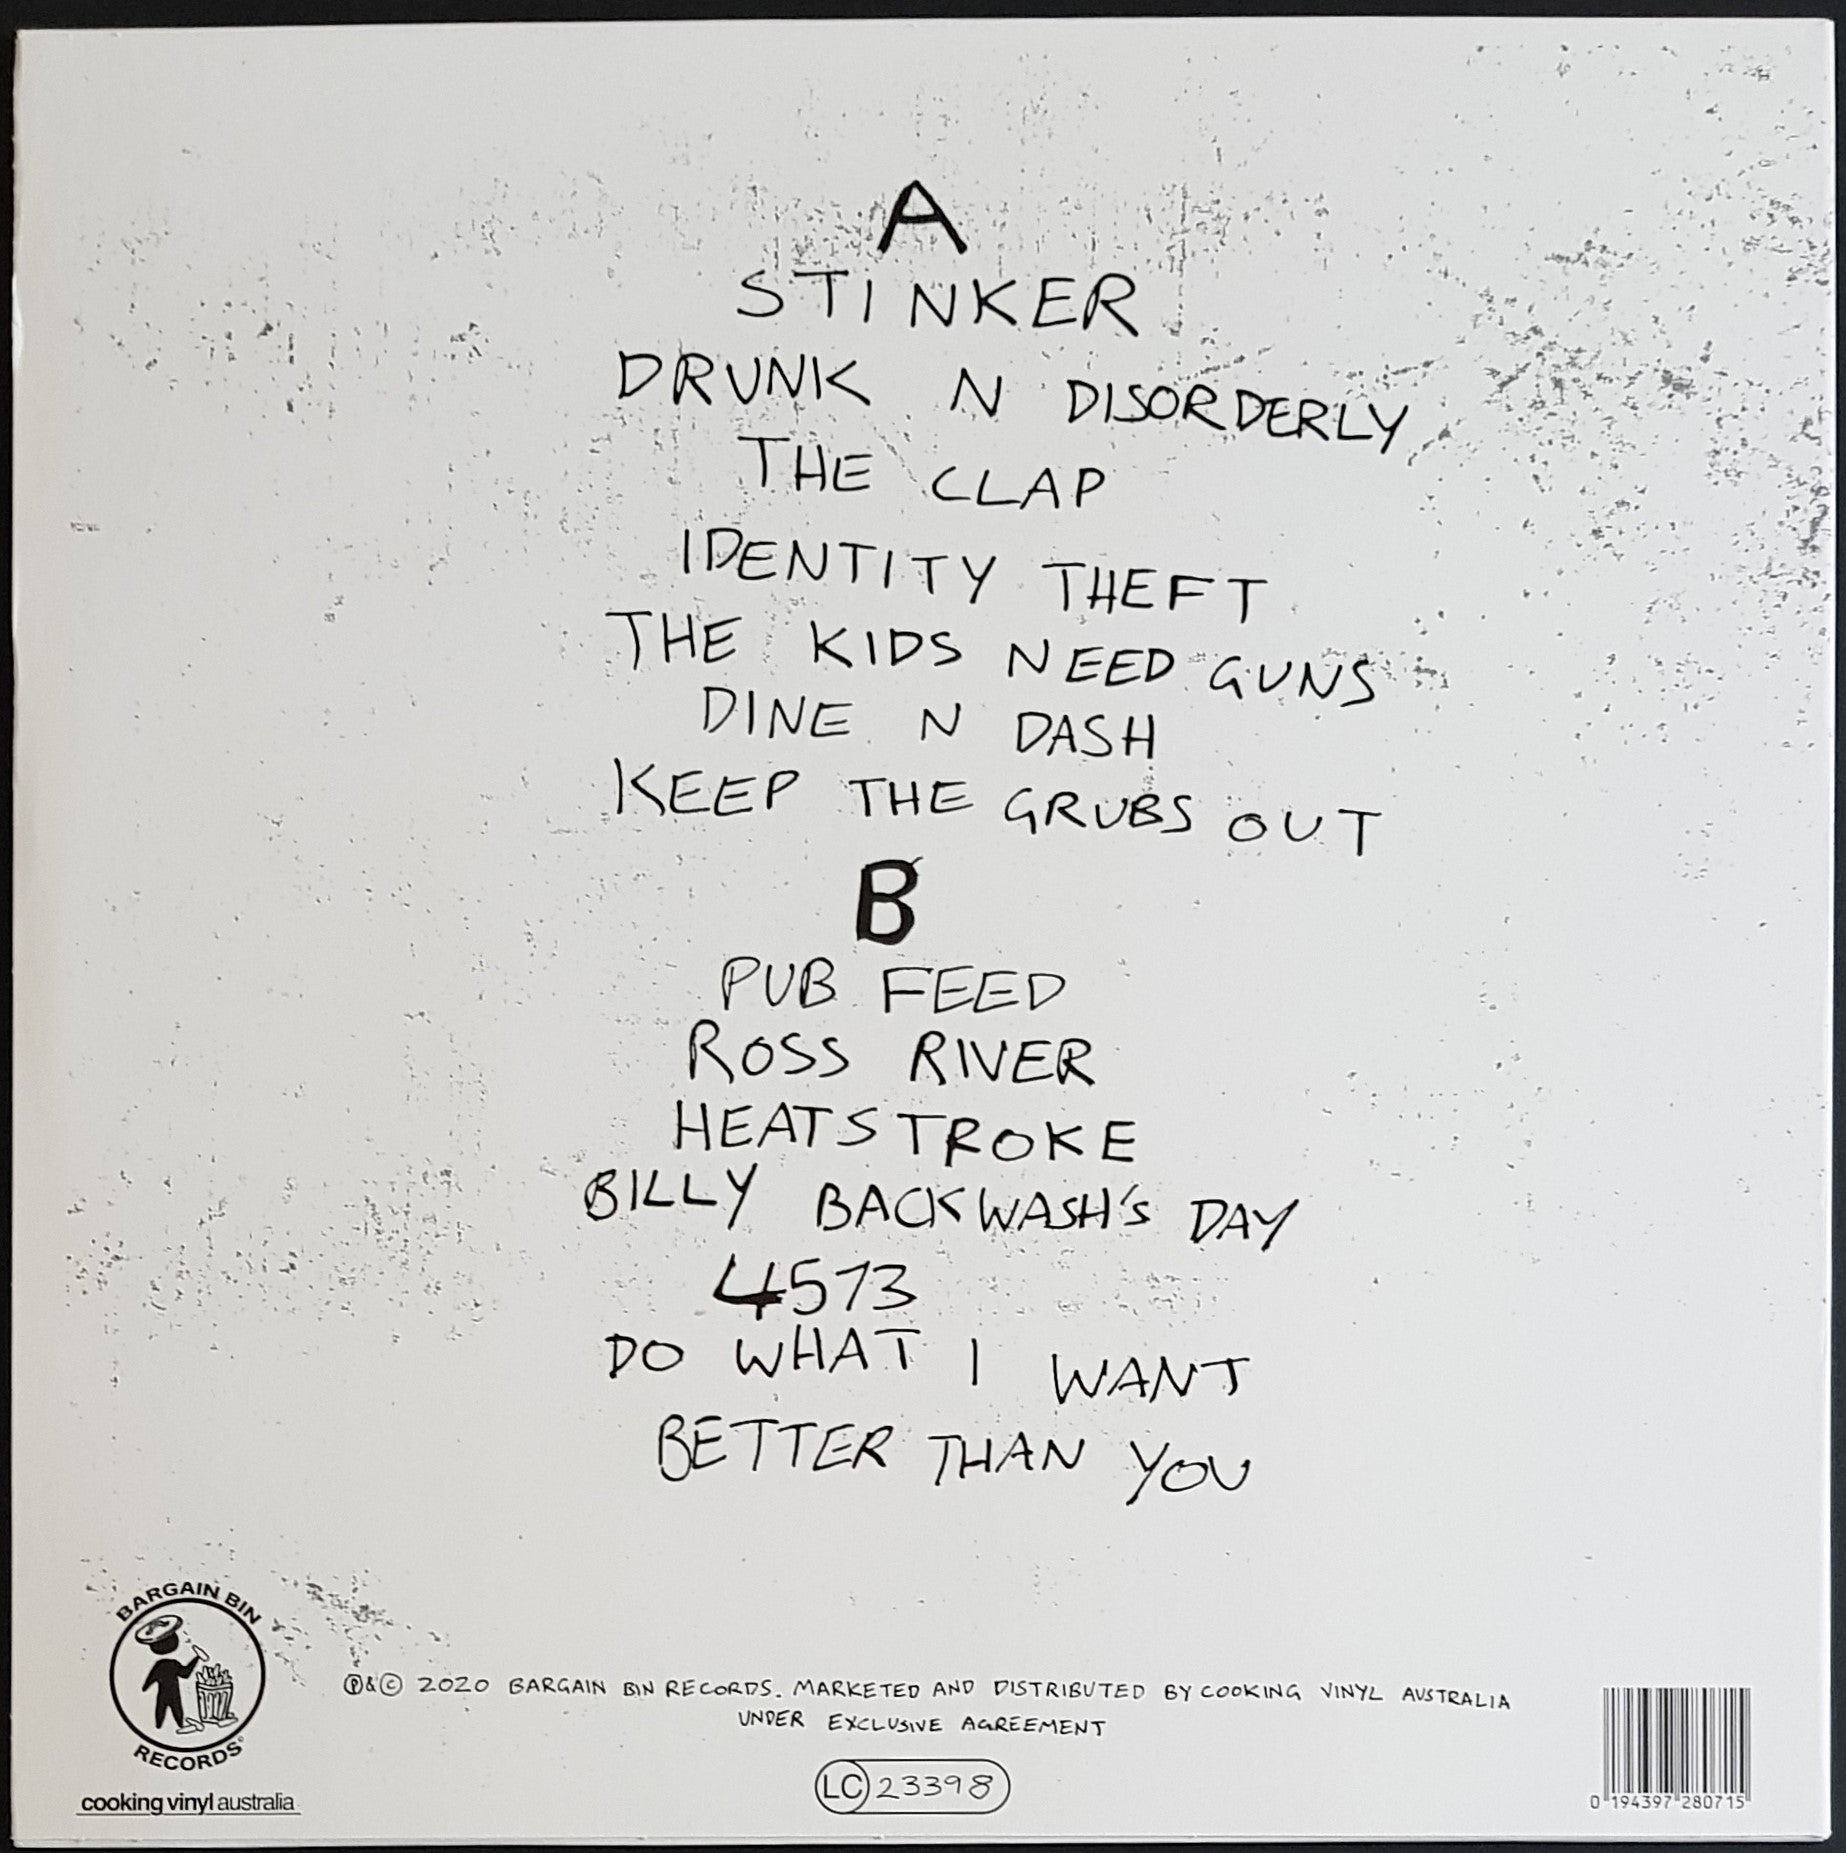 A
STINKER
DRUNK N DISORDERLY
THE CLAP
IDENTITY THEFT
THE KIDS NEED GUNS
DINE N DASH
KEEP THE GRUBS OUT
B
PUB FEED
ROSS RIVER
HEATSTROKE
BILLY BACKWASH'S DAY
4573
DO WHAT I WANT
BETTER THAN YOU
BARGAIN BIN
RECORDS
cooking vinyl australia
℗&© 2020 BARGAIN BIN RECORDS. MARKETED AND DISTRIBUTED BY COOKING VINYL AUSTRALIA
UNDER EXCLUSIVE AGREEMENT
LC 23398
0 194397 280715